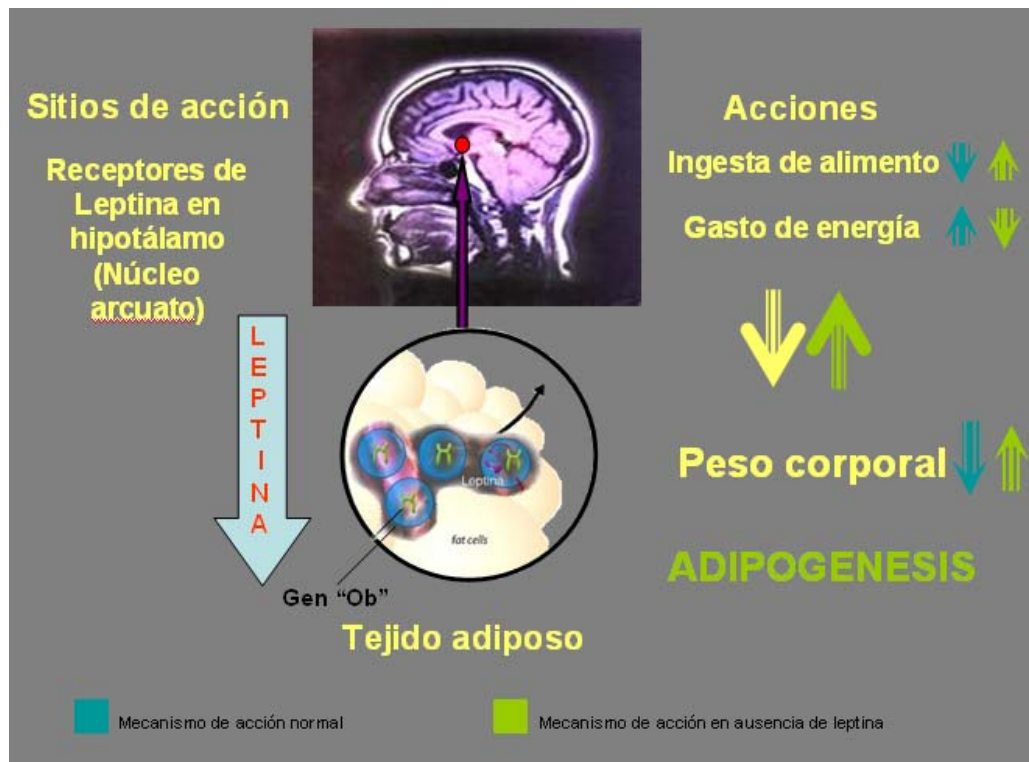 Sitios de acción
Receptores de
Leptina en
hipotálamo
(Núcleo
arcuato)
L
E
P
T
I
N
A
Leptina
fat cells
Gen “Ob”
Tejido adiposo
Acciones
Ingesta de alimento
Gasto de energía
Peso corporal
ADIPOGENESIS
Mecanismo de acción normal
Mecanismo de acción en ausencia de leptina